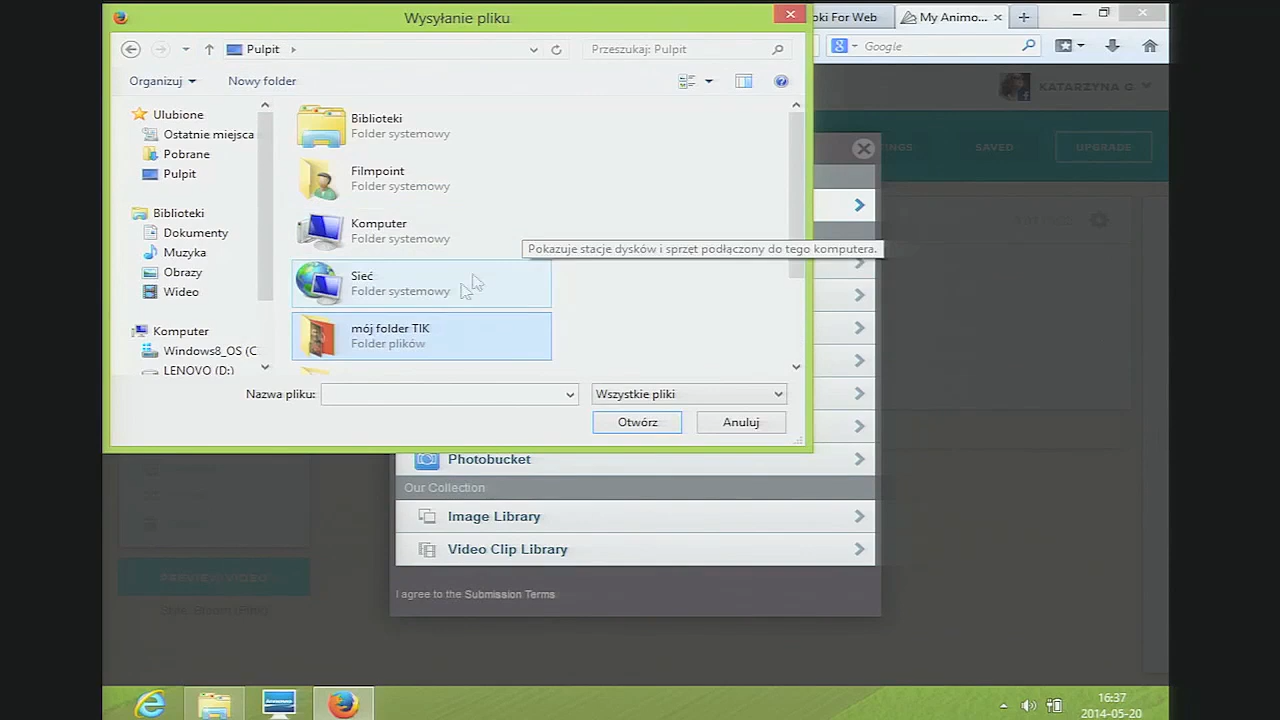 Wysyłanie pliku
oki For Web
My Animo...
Pulpit
Przeszukaj: Pulpit
Google
Organizuj
Nowy folder
KATARZYNA G
Ulubione
Ostatnie miejsca
Pobrane
Pulpit
Biblioteki
Dokumenty
Muzyka
Obrazy
Wideo
Komputer
Windows8_OS (C
LENOVO (D:)
Biblioteki
Folder systemowy
Filmpoint
Folder systemowy
Komputer
Folder systemowy
Sieć
Folder systemowy
mój folder TIK
Folder plików
Pokazuje stacje dysków i sprzęt podłączony do tego komputera.
INGS
SAVED
UPGRADE
Nazwa pliku:
Wszystkie pliki
Otwórz
Anuluj
Photobucket
Our Collection
Image Library
Video Clip Library
I agree to the Submission Terms
PREVIEW VIDEO
16:37
2014-05-20